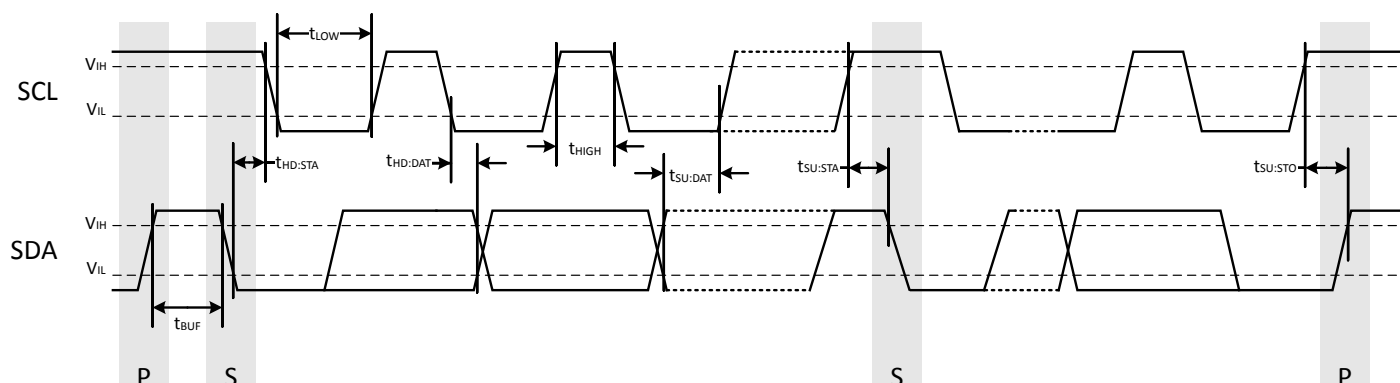 tLOW
VIH
SCL
VIL
tHD:STA
tHD:DAT
tHIGH
tSU:DAT
tSU:STA
tSU:STO
VIH
SDA
VIL
tBUF
P
S
S
P